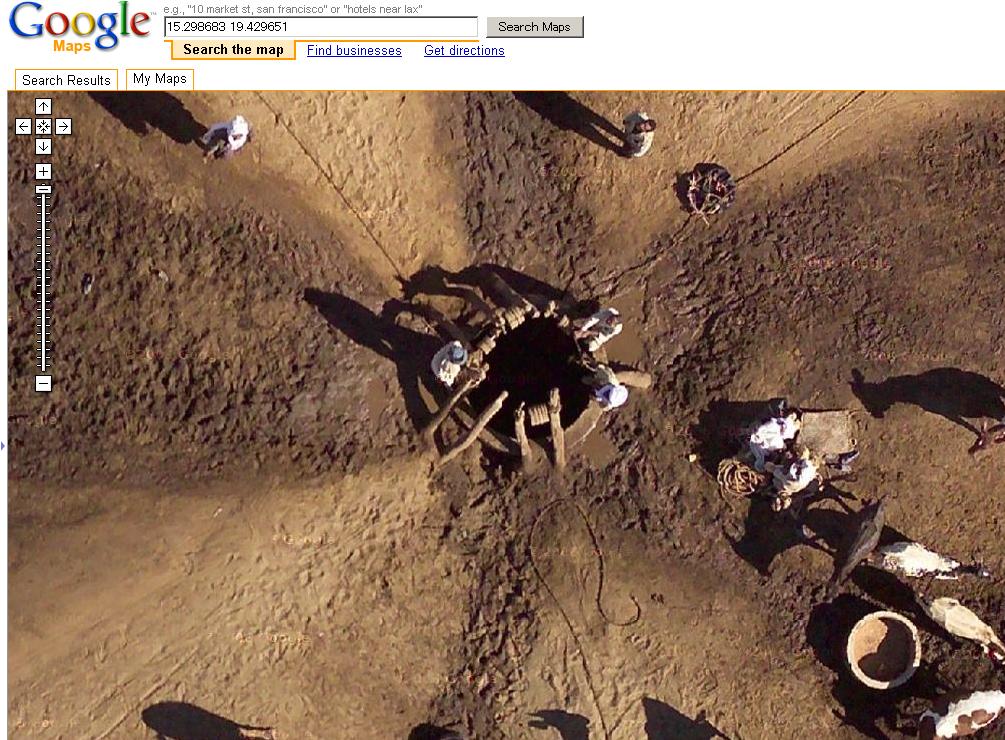 Google™
Maps
e.g., "10 market st, san francisco" or "hotels near lax"
15.298683 19.429651
Search Maps
Search the map
Find businesses
Get directions
Search Results
My Maps